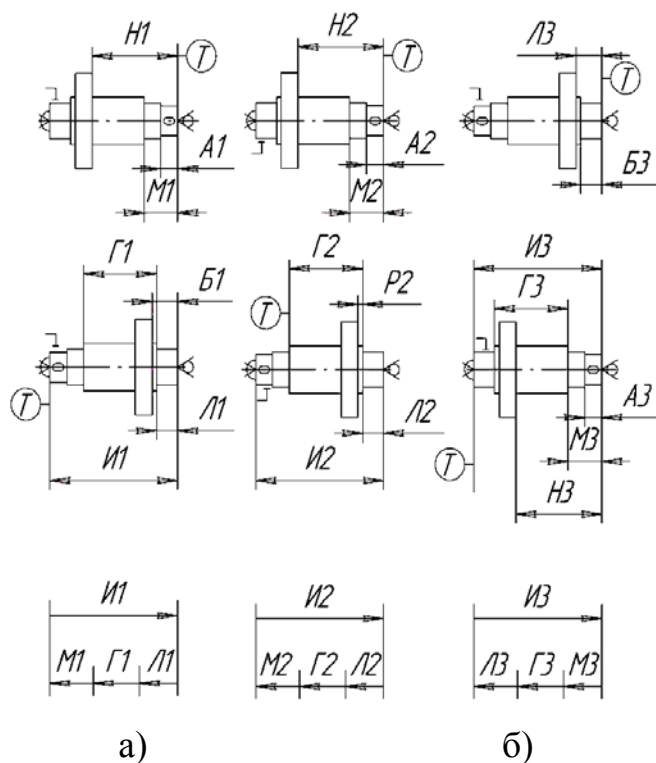 Н1 Т Н2 Т Л3 Т
А1 А2 Б3
М1 М2
Г1 Г2 И3
Б1 Р2 Г3
Т
Т Л1 Л2 А3
И1 И2 М3
Т Н3
И1 И2 И3
М1 Г1 Л1 М2 Г2 Л2 Л3 Г3 М3
а) б)